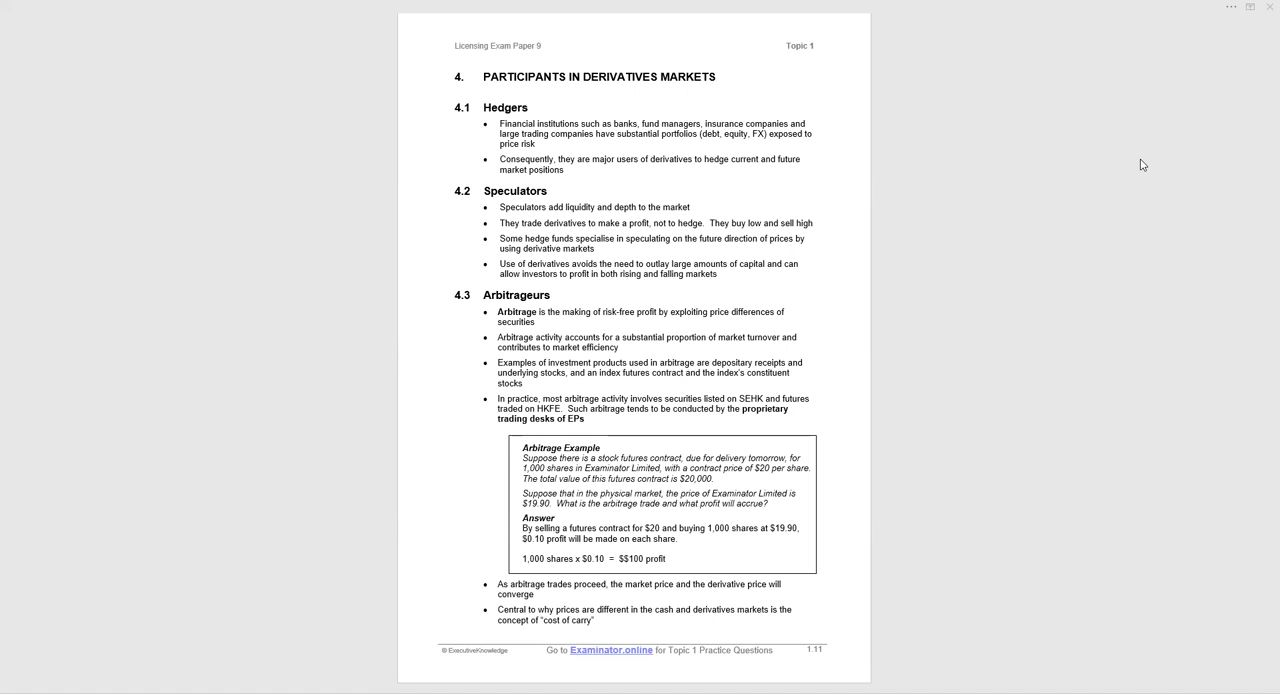 Licensing Exam Paper 9 Topic 1
4. PARTICIPANTS IN DERIVATIVES MARKETS
4.1 Hedgers
• Financial institutions such as banks, fund managers, insurance companies and
large trading companies have substantial portfolios (debt, equity, FX) exposed to
price risk
• Consequently, they are major users of derivatives to hedge current and future
market positions
4.2 Speculators
• Speculators add liquidity and depth to the market
• They trade derivatives to make a profit, not to hedge. They buy low and sell high
• Some hedge funds specialise in speculating on the future direction of prices by
using derivative markets
• Use of derivatives avoids the need to outlay large amounts of capital and can
allow investors to profit in both rising and falling markets
4.3 Arbitrageurs
• Arbitrage is the making of risk-free profit by exploiting price differences of
securities
• Arbitrage activity accounts for a substantial proportion of market turnover and
contributes to market efficiency
• Examples of investment products used in arbitrage are depositary receipts and
underlying stocks, and an index futures contract and the index's constituent
stocks
• In practice, most arbitrage activity involves securities listed on SEHK and futures
traded on HKFE. Such arbitrage tends to be conducted by the proprietary
trading desks of EPs
Arbitrage Example
Suppose there is a stock futures contract, due for delivery tomorrow, for
1,000 shares in Examinator Limited, with a contract price of $20 per share.
The total value of this futures contract is $20,000.
Suppose that in the physical market, the price of Examinator Limited is
$19.90. What is the arbitrage trade and what profit will accrue?
Answer
By selling a futures contract for $20 and buying 1,000 shares at $19.90,
$0.10 profit will be made on each share.
1,000 shares x $0.10 = $$100 profit
• As arbitrage trades proceed, the market price and the derivative price will
converge
• Central to why prices are different in the cash and derivatives markets is the
concept of "cost of carry"
© ExecutiveKnowledge Go to Examinator.online for Topic 1 Practice Questions 1.11